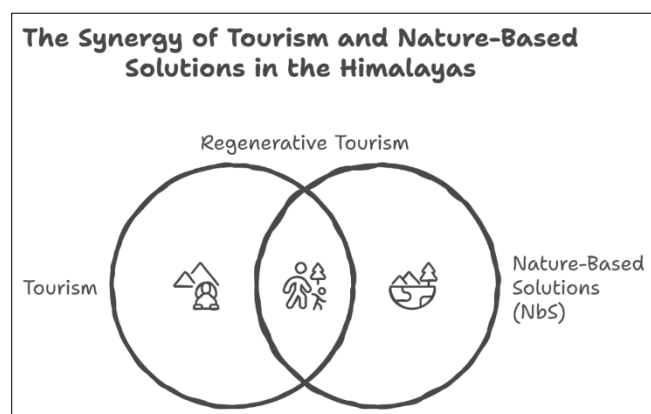 The Synergy of Tourism and Nature-Based
Solutions in the Himalayas
Regenerative Tourism
Tourism
Nature-Based
Solutions
(NbS)